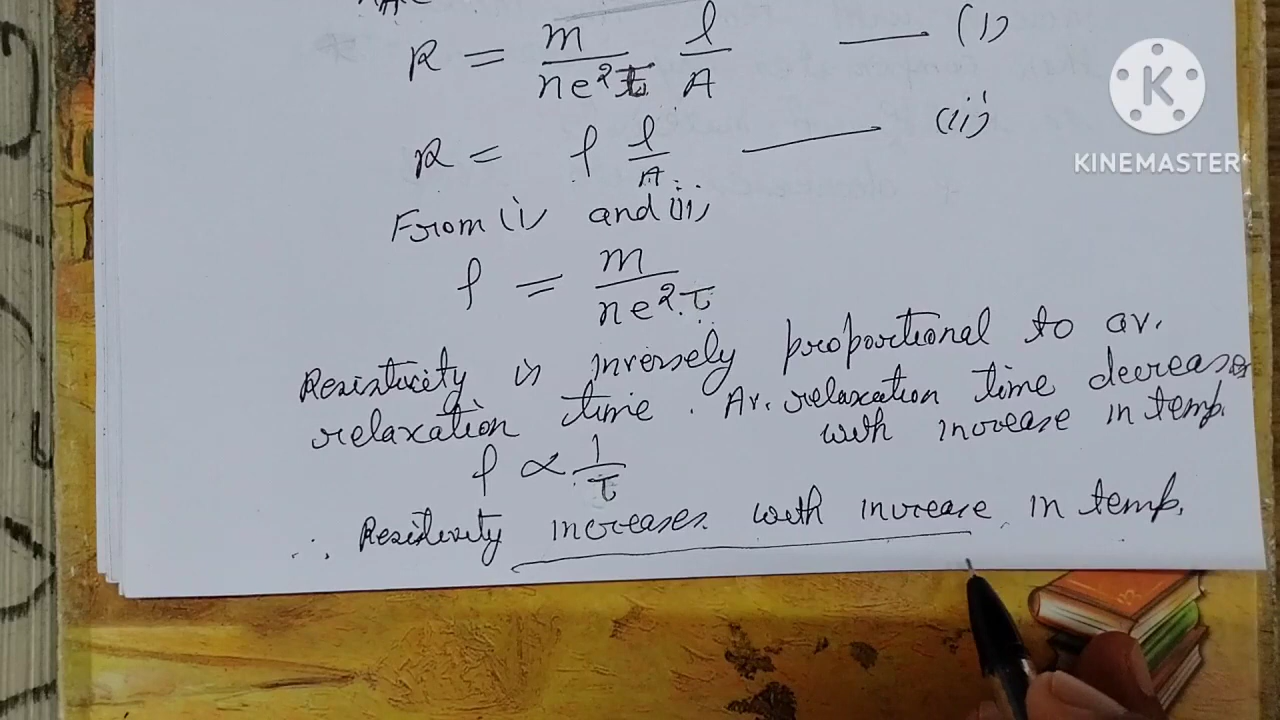 R = m/ne²τ l/A —— (i)
KINEMASTER
R = ρ l/A —— (ii)
From (i) and (ii)
ρ = m/ne²τ
Resistivity is inversely proportional to av.
relaxation time. Av. relaxation time decreases
with increase in temp.
ρ ∝ 1/τ
∴ Resistivity increases with increase in temp.